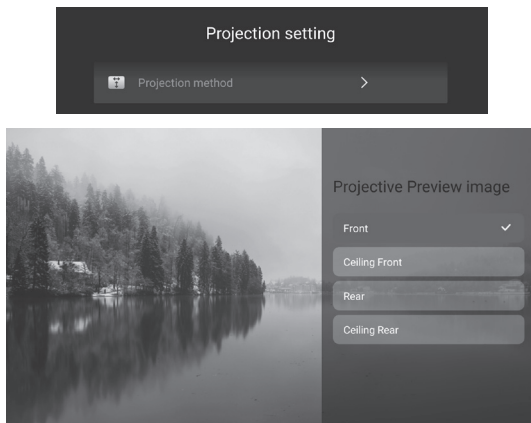 Projection setting
Projection method
Projective Preview image
Front
Ceiling Front
Rear
Ceiling Rear